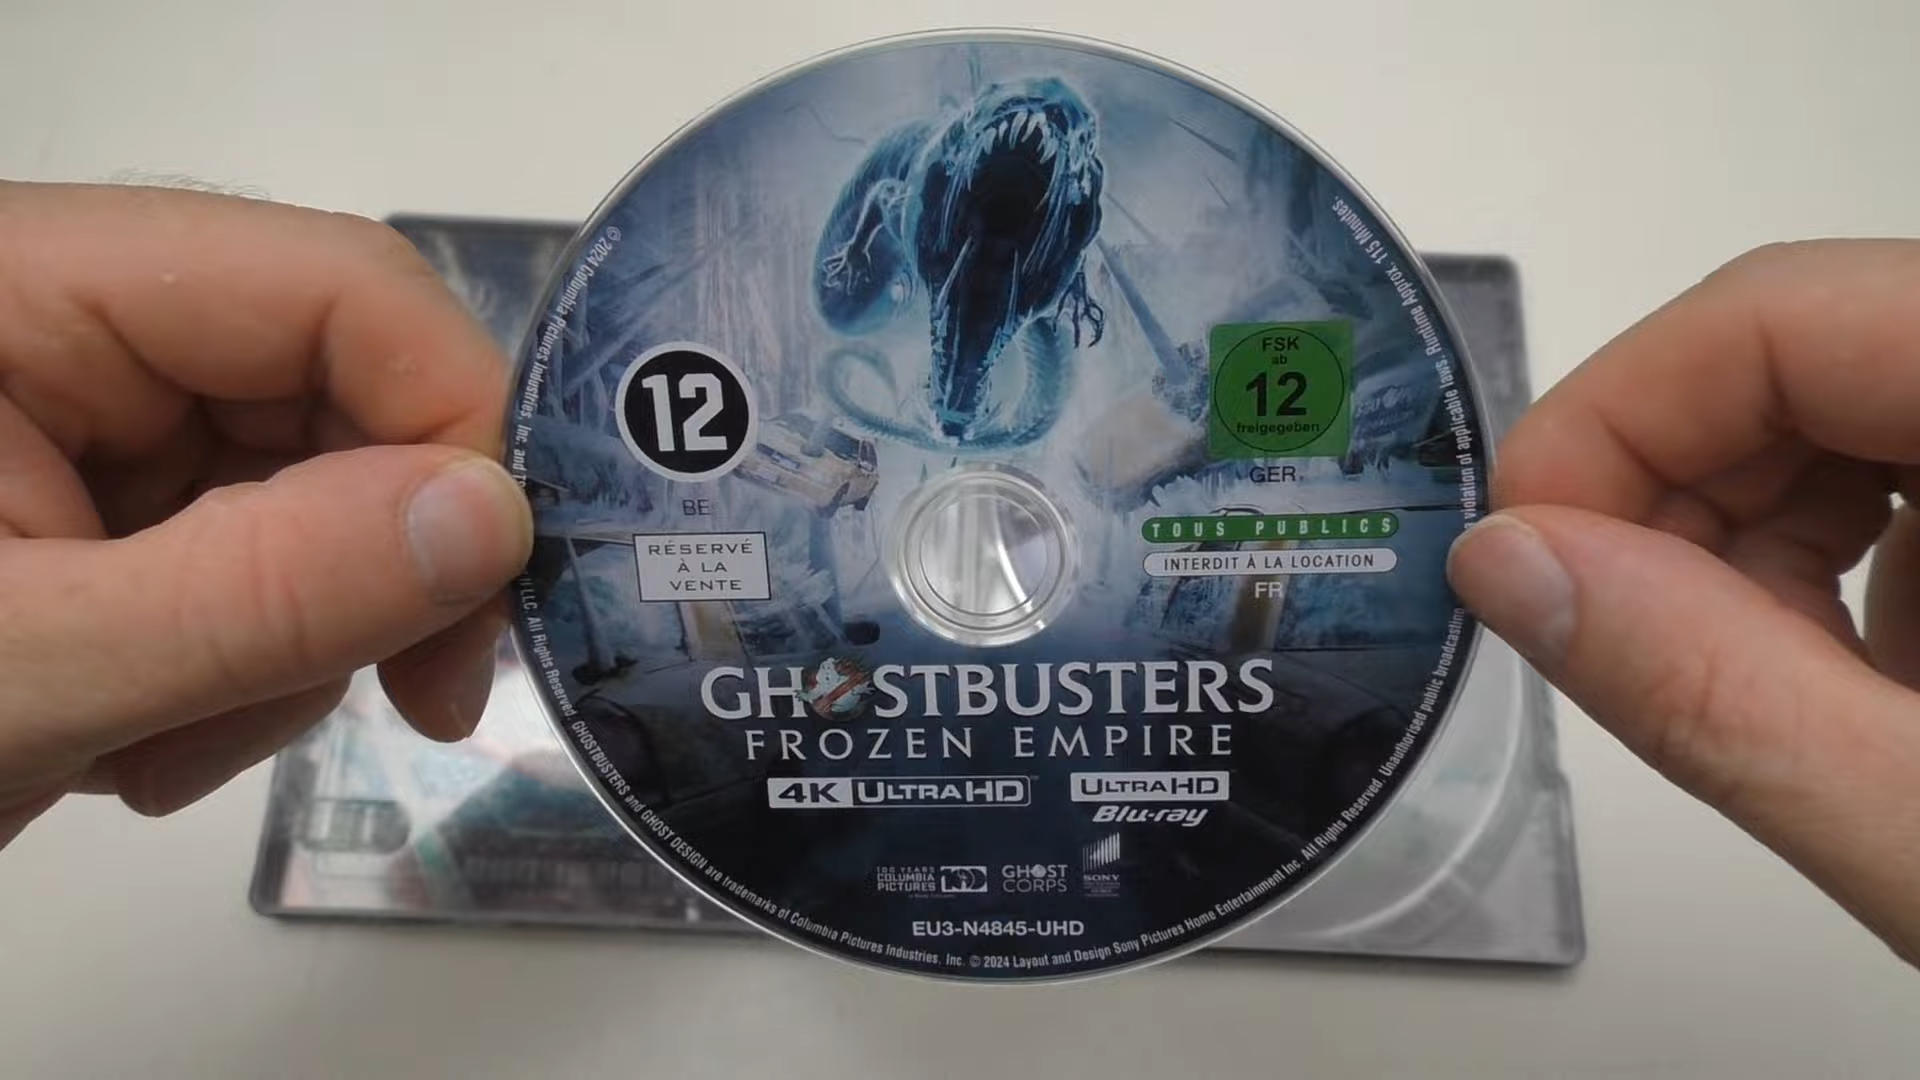 12
BE
RÉSERVÉ
À LA
VENTE
FSK
ab
12
freigegeben
GER
TOUS PUBLICS
INTERDIT À LA LOCATION
FR
GHOSTBUSTERS
FROZEN EMPIRE
4K ULTRA HD
ULTRA HD
Blu-ray
100 YEARS
COLUMBIA
PICTURES
GHOST
CORPS
SONY
EU3-N4845-UHD
© 2024 Columbia Pictures Industries, Inc. and
LLC. All Rights Reserved. GHOSTBUSTERS and GHOST DESIGN are trademarks of Columbia Pictures Industries, Inc. © 2024 Layout and Design Sony Pictures Home Entertainment Inc. All Rights Reserved. Unauthorised public broadcasting
a violation of applicable laws. Runtime Approx. 115 Minutes.